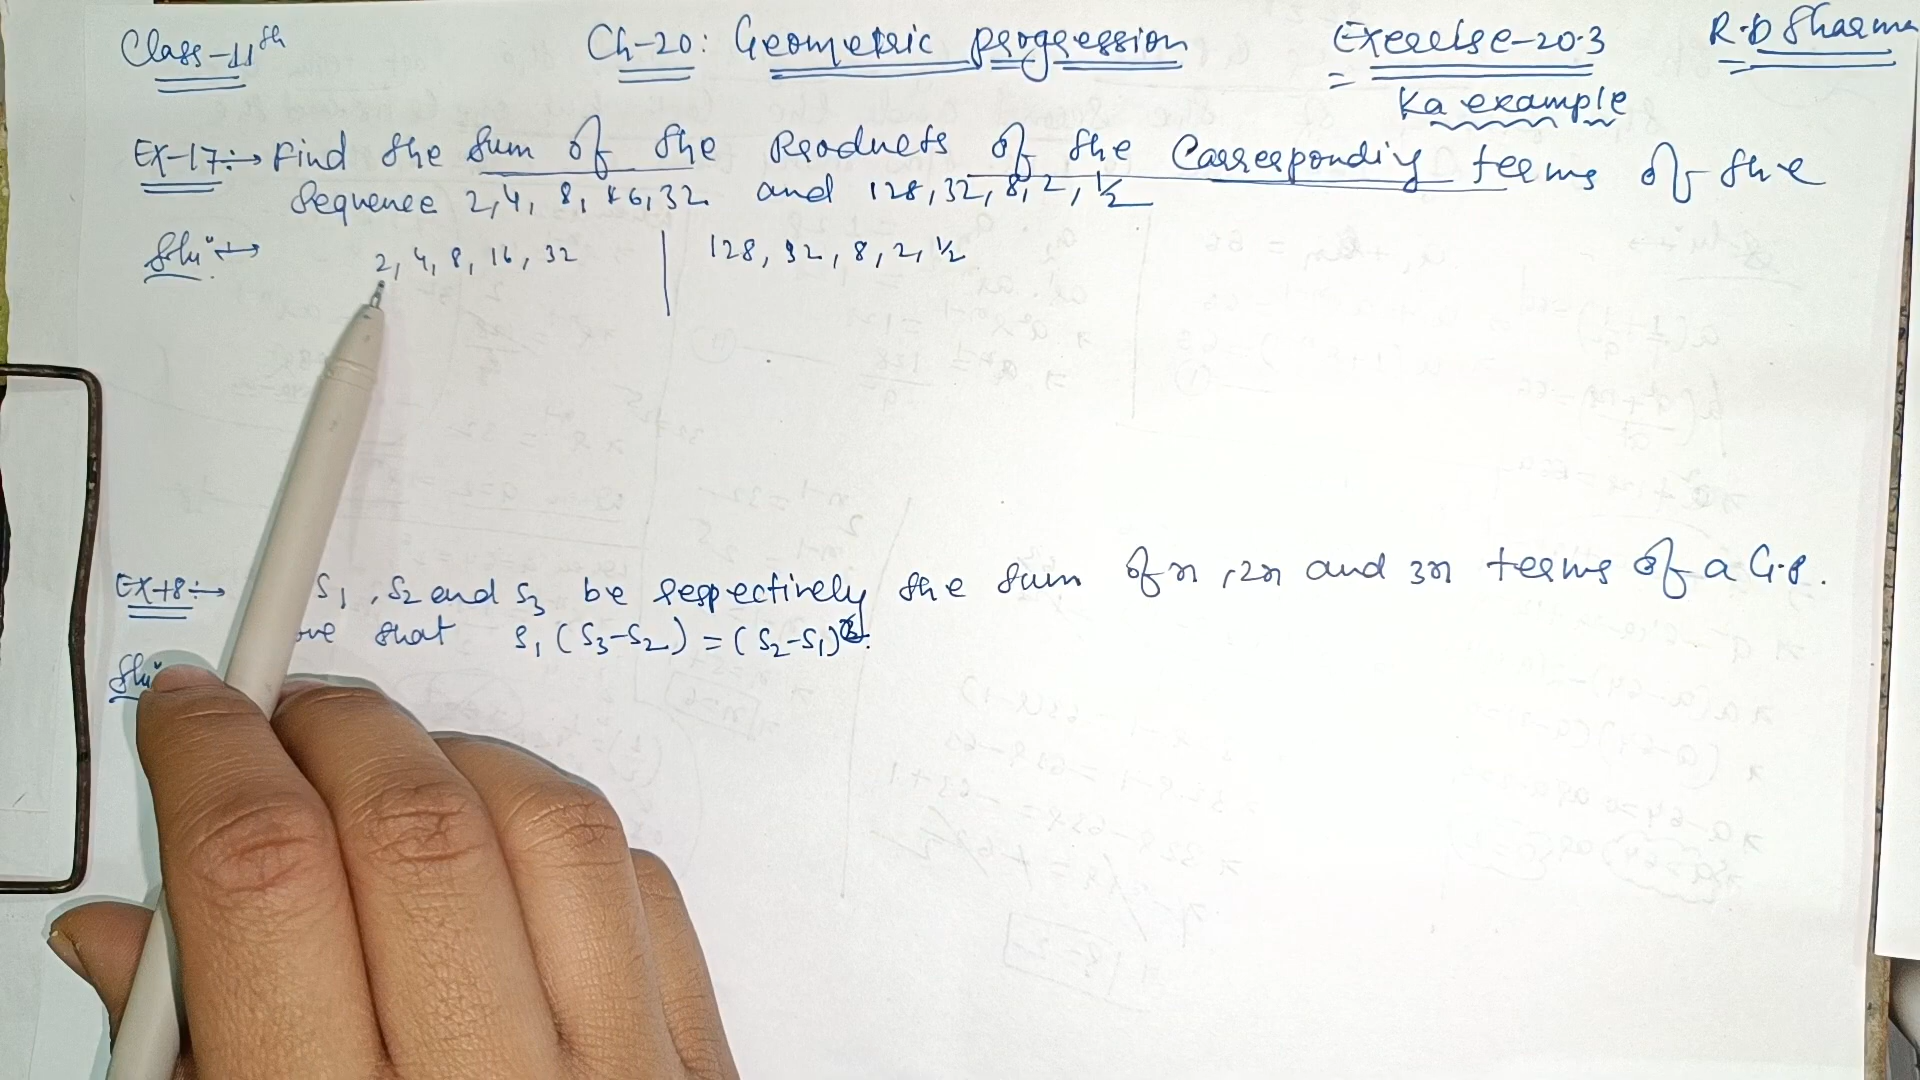 Class-11th Ch-20: Geometric progression Exercise-20.3 R.D Sharma
Ka example
Ex-17:→ Find the Sum of the Products of the Corresponding terms of the
Sequence 2,4, 8, 16, 32 and 128, 32, 8, 2, 1/2
Slu"→ 2, 4, 8, 16, 32 | 128, 32, 8, 2, 1/2
Ex-18:→ S1, S2 and S3 be respectively the sum of n, 2n and 3n terms of a G.P.
that S1 (S3-S2) = (S2-S1)2.
Slu"